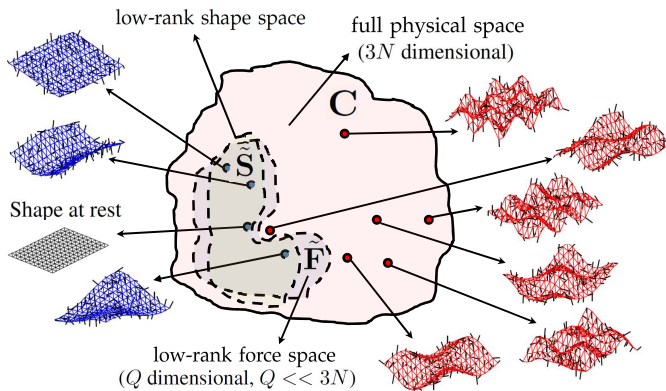 low-rank shape space
full physical space
(3N dimensional)
C
S̃
Shape at rest
F̃
low-rank force space
(Q dimensional, Q << 3N)